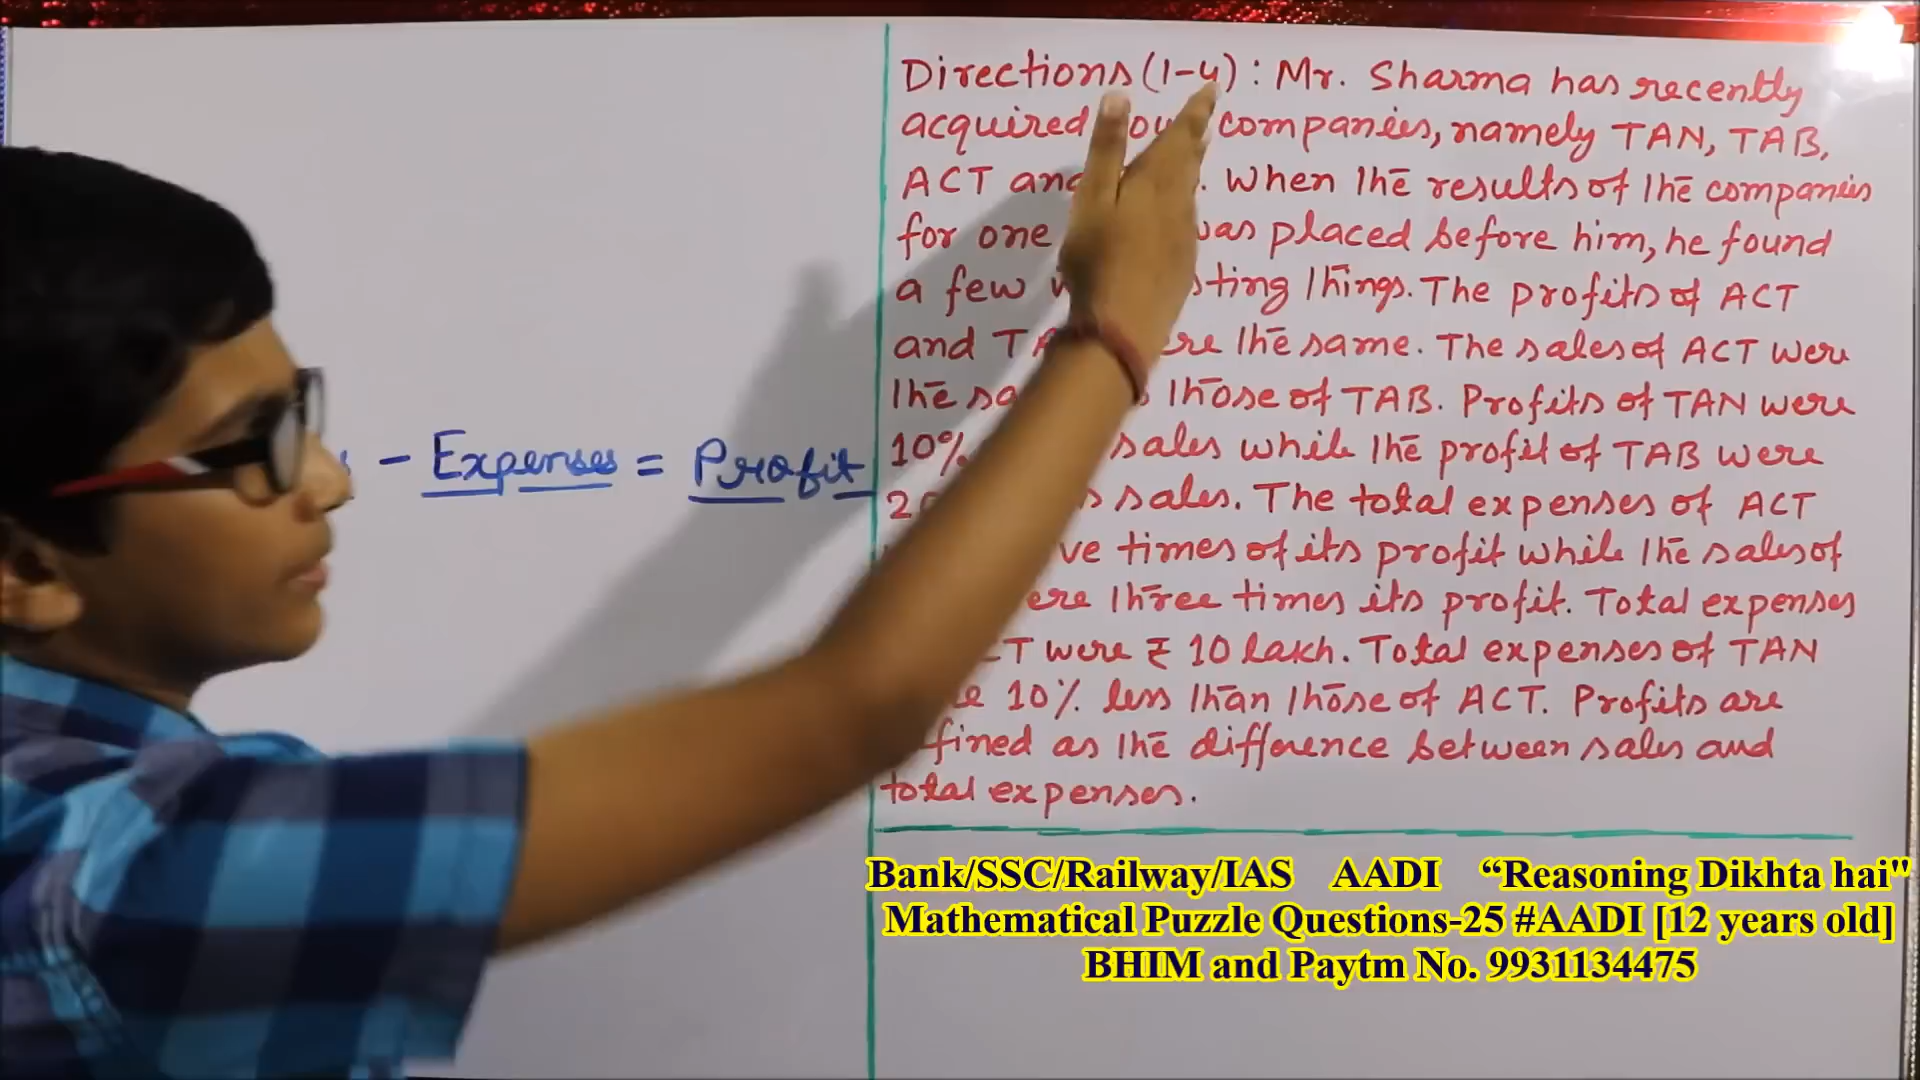 - Expenses = Profit
Directions (1-4) : Mr. Sharma has recently
acquired companies, namely TAN, TAB,
ACT and . When the results of the companies
for one was placed before him, he found
a few things. The profits of ACT
and were the same. The sales of ACT were
the those of TAB. Profits of TAN were
10% sales while the profit of TAB were
sales. The total expenses of ACT
times of its profit while the sales of
were three times its profit. Total expenses
were ₹ 10 lakh. Total expenses of TAN
10% less than those of ACT. Profits are
as the difference between sales and
total expenses.
Bank/SSC/Railway/IAS AADI “Reasoning Dikhta hai"
Mathematical Puzzle Questions-25 #AADI [12 years old]
BHIM and Paytm No. 9931134475